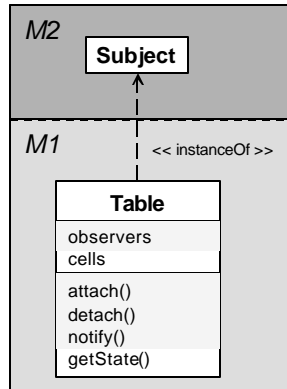 M2
Subject
M1
<< instanceOf >>
Table
observers
cells
attach()
detach()
notify()
getState()